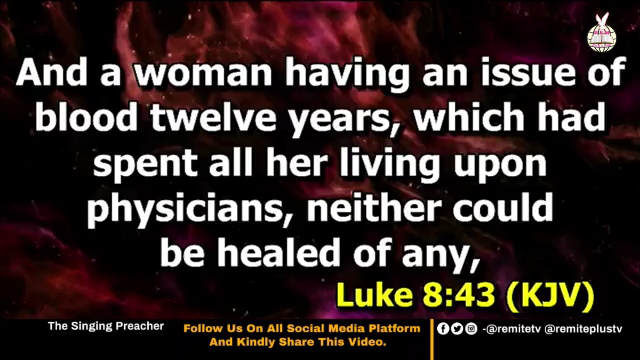 And a woman having an issue of
blood twelve years, which had
spent all her living upon
physicians, neither could
be healed of any,
Luke 8:43 (KJV)
The Singing Preacher
Follow Us On All Social Media Platform
And Kindly Share This Video.
-@remitetv @remiteplustv